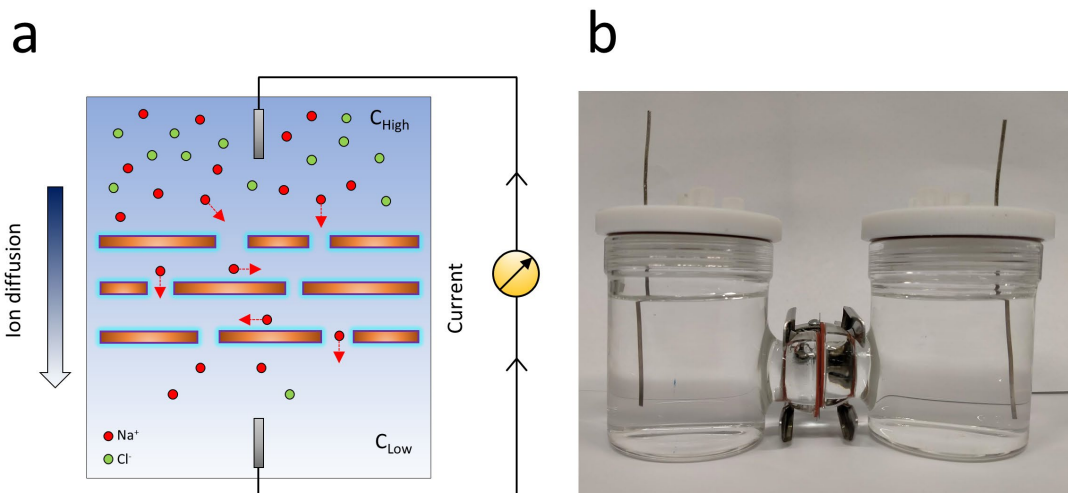 a
b
C_High
Ion diffusion
Current
C_Low
Na⁺
Cl⁻